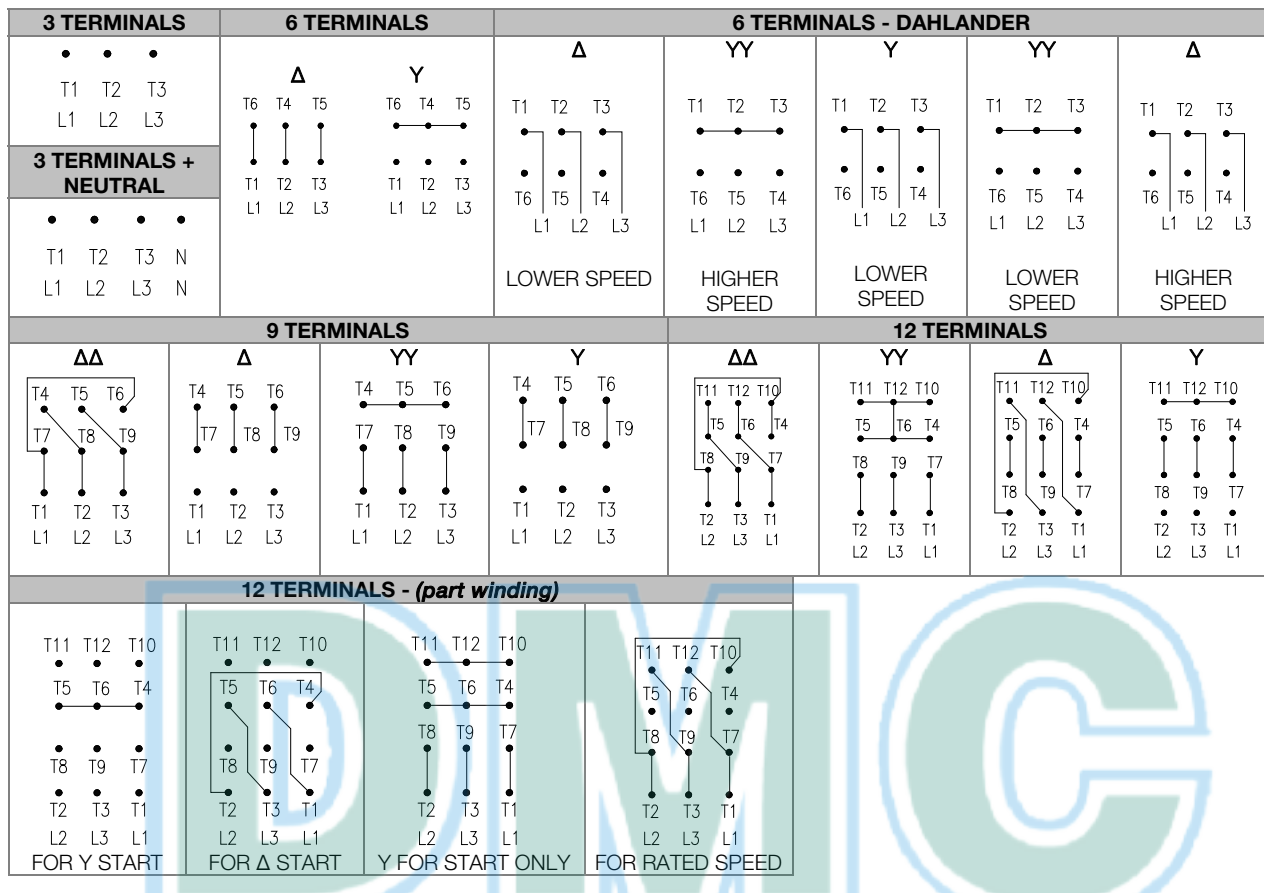 3 TERMINALS
T1 T2 T3
L1 L2 L3
3 TERMINALS +
NEUTRAL
T1 T2 T3 N
L1 L2 L3 N
6 TERMINALS
Δ Y
T6 T4 T5 T6 T4 T5
T1 T2 T3 T1 T2 T3
L1 L2 L3 L1 L2 L3
6 TERMINALS - DAHLANDER
Δ
T1 T2 T3
T6 T5 T4
L1 L2 L3
LOWER SPEED
YY
T1 T2 T3
T6 T5 T4
L1 L2 L3
HIGHER
SPEED
Y
T1 T2 T3
T6 T5 T4
L1 L2 L3
LOWER
SPEED
YY
T1 T2 T3
T6 T5 T4
L1 L2 L3
LOWER
SPEED
Δ
T1 T2 T3
T6 T5 T4
L1 L2 L3
HIGHER
SPEED
9 TERMINALS
ΔΔ
T4 T5 T6
T7 T8 T9
T1 T2 T3
L1 L2 L3
Δ
T4 T5 T6
T7 T8 T9
T1 T2 T3
L1 L2 L3
YY
T4 T5 T6
T7 T8 T9
T1 T2 T3
L1 L2 L3
Y
T4 T5 T6
T7 T8 T9
T1 T2 T3
L1 L2 L3
12 TERMINALS
ΔΔ
T11 T12 T10
T5 T6 T4
T8 T9 T7
T2 T3 T1
L2 L3 L1
YY
T11 T12 T10
T5 T6 T4
T8 T9 T7
T2 T3 T1
L2 L3 L1
Δ
T11 T12 T10
T5 T6 T4
T8 T9 T7
T2 T3 T1
L2 L3 L1
Y
T11 T12 T10
T5 T6 T4
T8 T9 T7
T2 T3 T1
L2 L3 L1
12 TERMINALS - (part winding)
T11 T12 T10
T5 T6 T4
T8 T9 T7
T2 T3 T1
L2 L3 L1
FOR Y START
T11 T12 T10
T5 T6 T4
T8 T9 T7
T2 T3 T1
L2 L3 L1
FOR Δ START
T11 T12 T10
T5 T6 T4
T8 T9 T7
T2 T3 T1
L2 L3 L1
Y FOR START ONLY
T11 T12 T10
T5 T6 T4
T8 T9 T7
T2 T3 T1
L2 L3 L1
FOR RATED SPEED
DMC